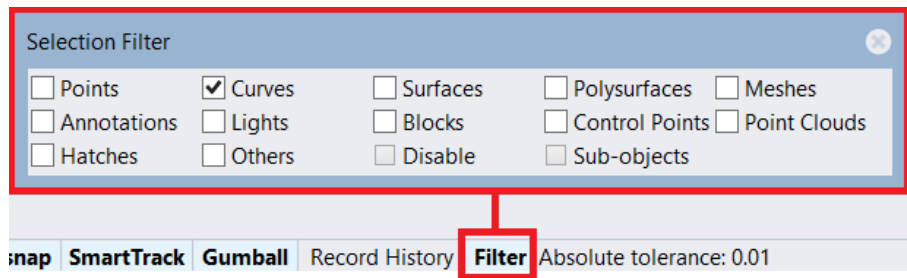 Selection Filter
Points Curves Surfaces Polysurfaces Meshes
Annotations Lights Blocks Control Points Point Clouds
Hatches Others Disable Sub-objects
snap SmartTrack Gumball Record History Filter Absolute tolerance: 0.01